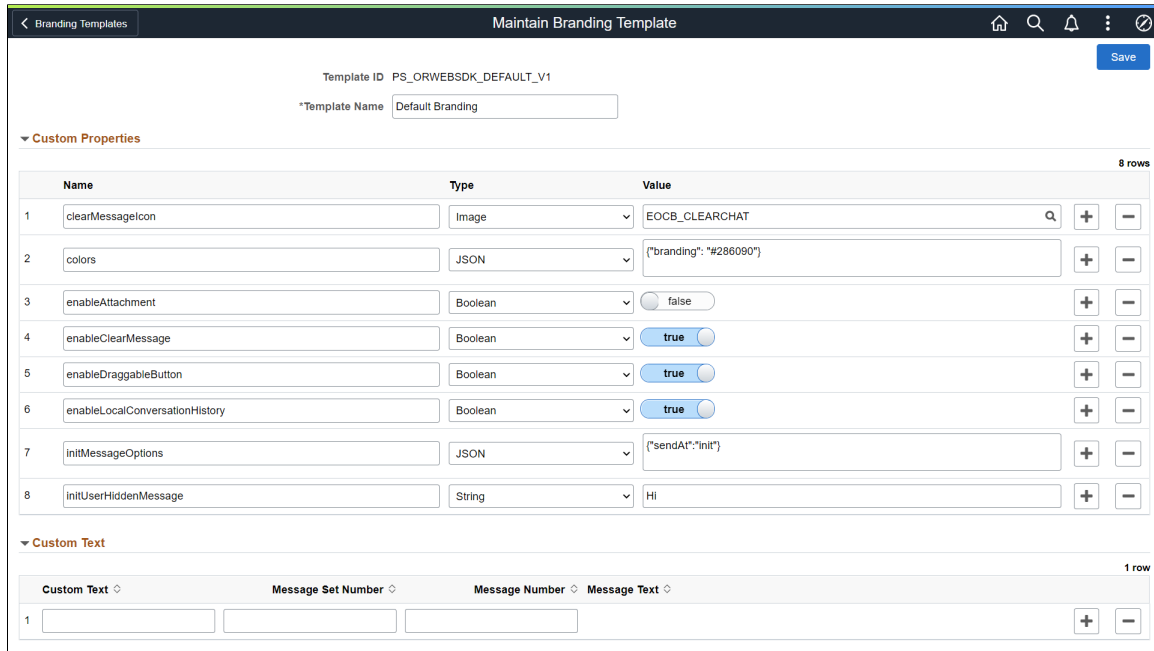 Branding Templates Maintain Branding Template
Save
Template ID PS_ORWEBSDK_DEFAULT_V1
*Template Name Default Branding
Custom Properties
8 rows
Name Type Value
1 clearMessageIcon Image EOCB_CLEARCHAT
2 colors JSON {"branding": "#286090"}
3 enableAttachment Boolean false
4 enableClearMessage Boolean true
5 enableDraggableButton Boolean true
6 enableLocalConversationHistory Boolean true
7 initMessageOptions JSON {"sendAt":"init"}
8 initUserHiddenMessage String Hi
Custom Text
1 row
Custom Text Message Set Number Message Number Message Text
1